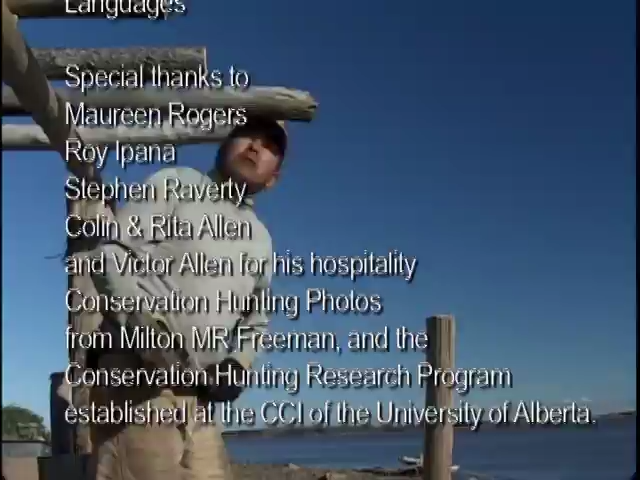 Languages
Special thanks to
Maureen Rogers
Roy Ipana
Stephen Raverty
Colin & Rita Allen
and Victor Allen for his hospitality
Conservation Hunting Photos
from Milton MR Freeman, and the
Conservation Hunting Research Program
established at the CCI of the University of Alberta.